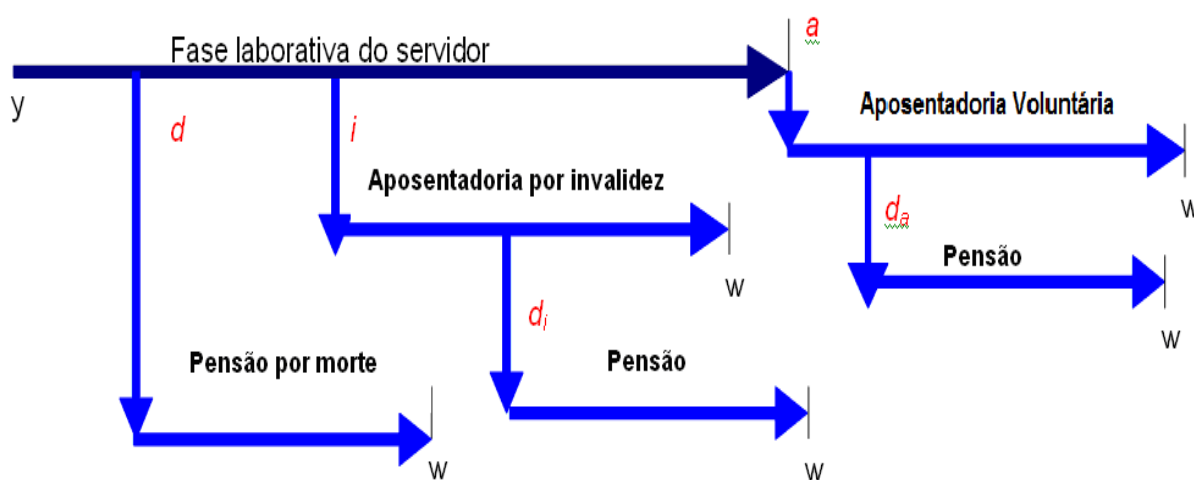 a
Fase laborativa do servidor
y
Aposentadoria Voluntária
d
i
Aposentadoria por invalidez
w
dₐ
Pensão
w
w
dᵢ
Pensão por morte
Pensão
w
w